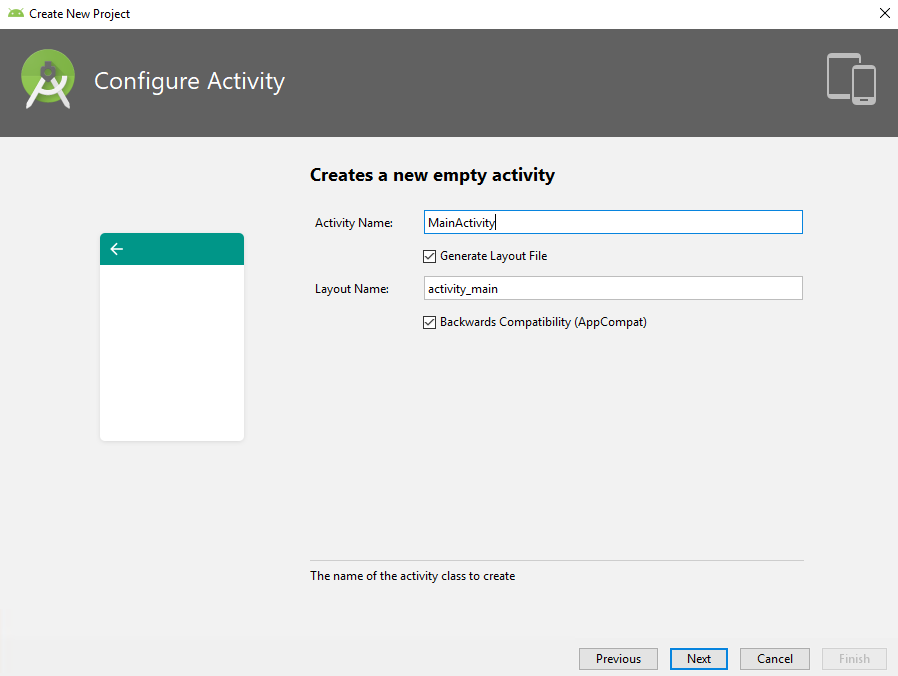 Create New Project
Configure Activity
Creates a new empty activity
Activity Name: MainActivity
Generate Layout File
Layout Name: activity_main
Backwards Compatibility (AppCompat)
The name of the activity class to create
Previous Next Cancel Finish